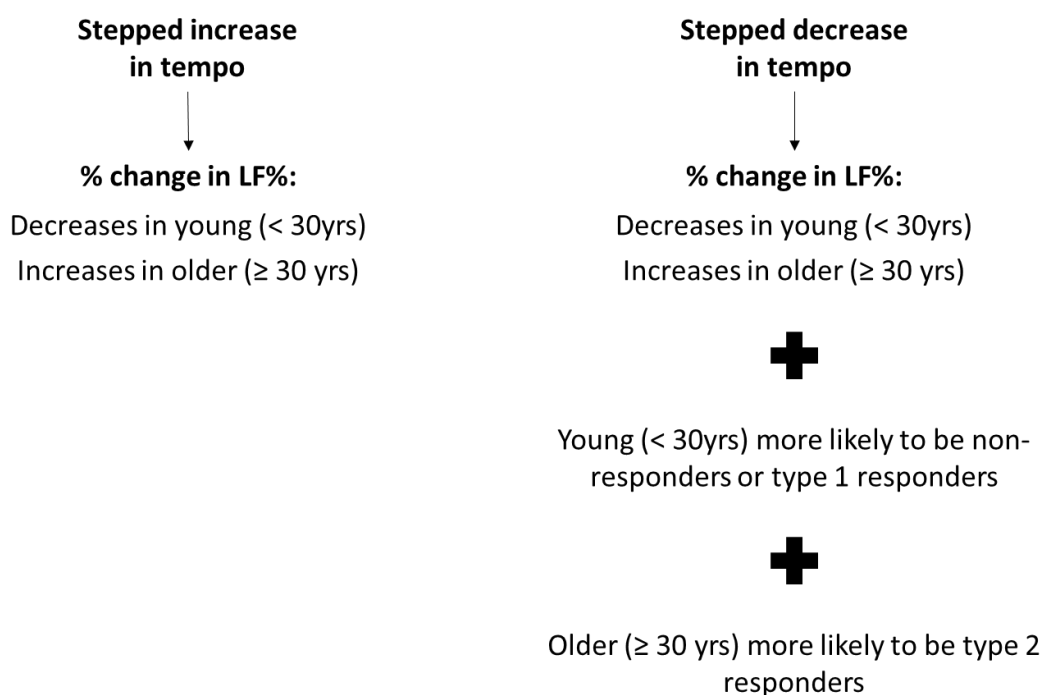 Stepped increase
in tempo
% change in LF%:
Decreases in young (< 30yrs)
Increases in older (≥ 30 yrs)
Stepped decrease
in tempo
% change in LF%:
Decreases in young (< 30yrs)
Increases in older (≥ 30 yrs)
Young (< 30yrs) more likely to be non-
responders or type 1 responders
Older (≥ 30 yrs) more likely to be type 2
responders